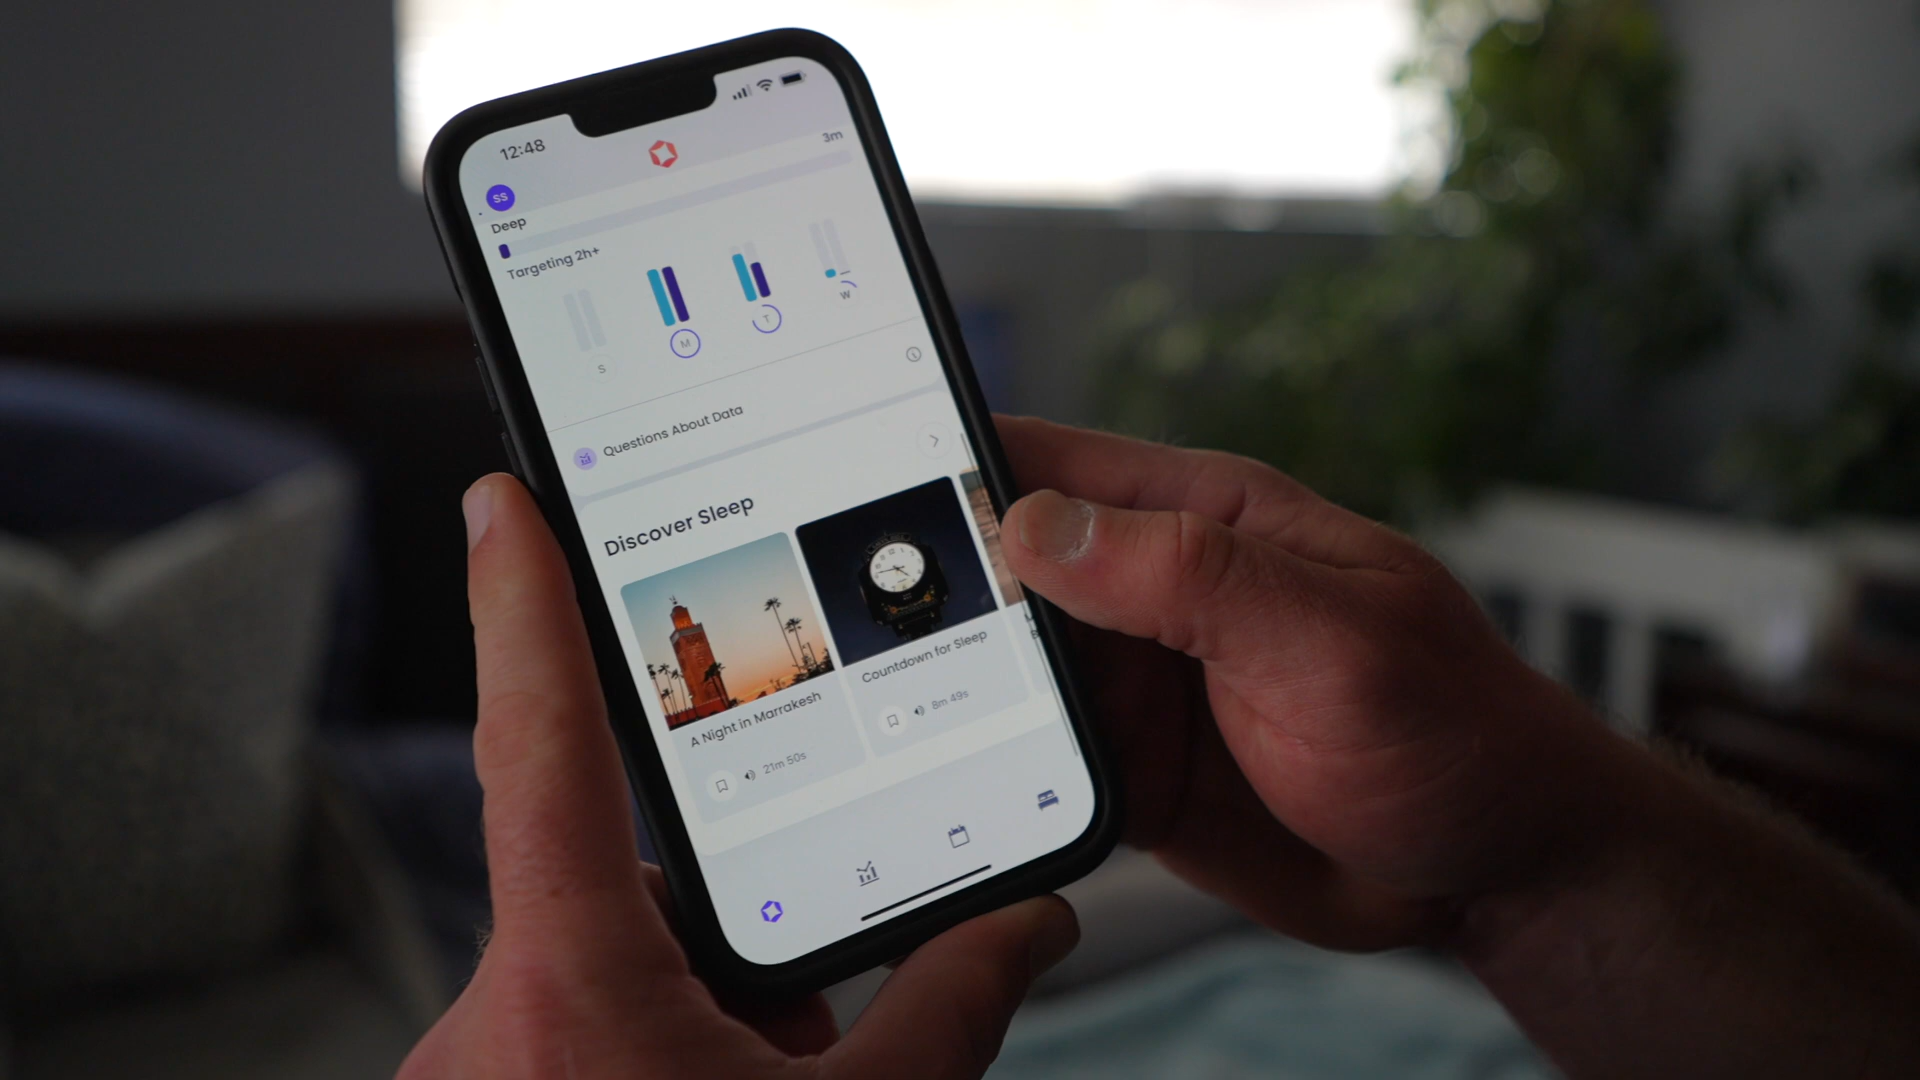 12:48
SS
3m
Deep
Targeting 2h+
S
M
T
W
Questions About Data
Discover Sleep
A Night in Marrakesh
21m 50s
Countdown for Sleep
8m 49s